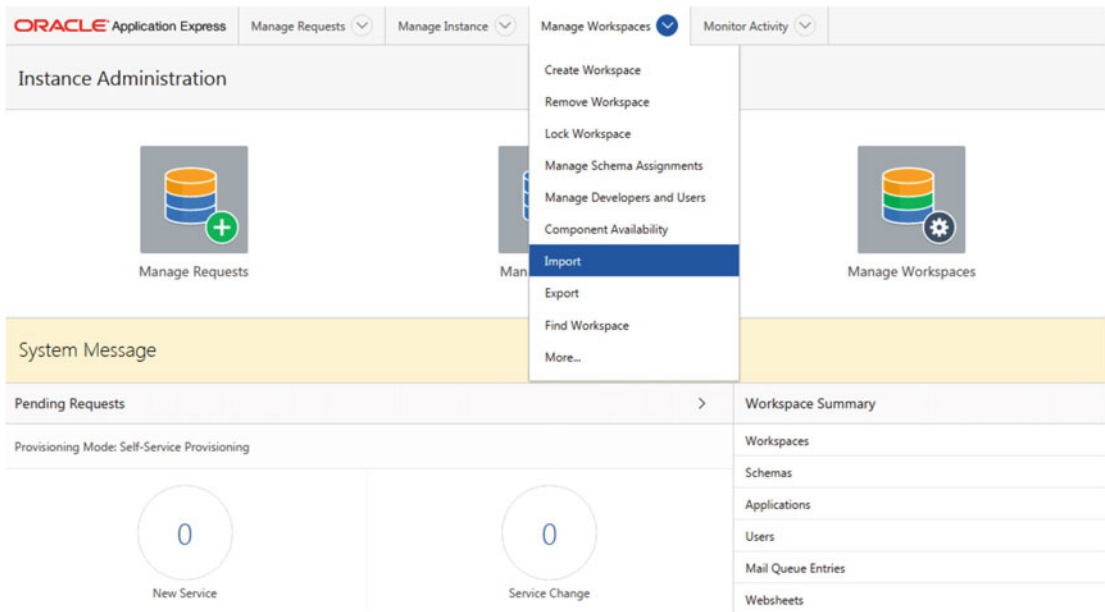 ORACLE Application Express Manage Requests Manage Instance Manage Workspaces Monitor Activity
Instance Administration
Create Workspace
Remove Workspace
Lock Workspace
Manage Schema Assignments
Manage Developers and Users
Component Availability
Import
Export
Find Workspace
More...
Manage Requests
Man
Manage Workspaces
System Message
Pending Requests
Provisioning Mode: Self-Service Provisioning
0
New Service
0
Service Change
Workspace Summary
Workspaces
Schemas
Applications
Users
Mail Queue Entries
Websheets